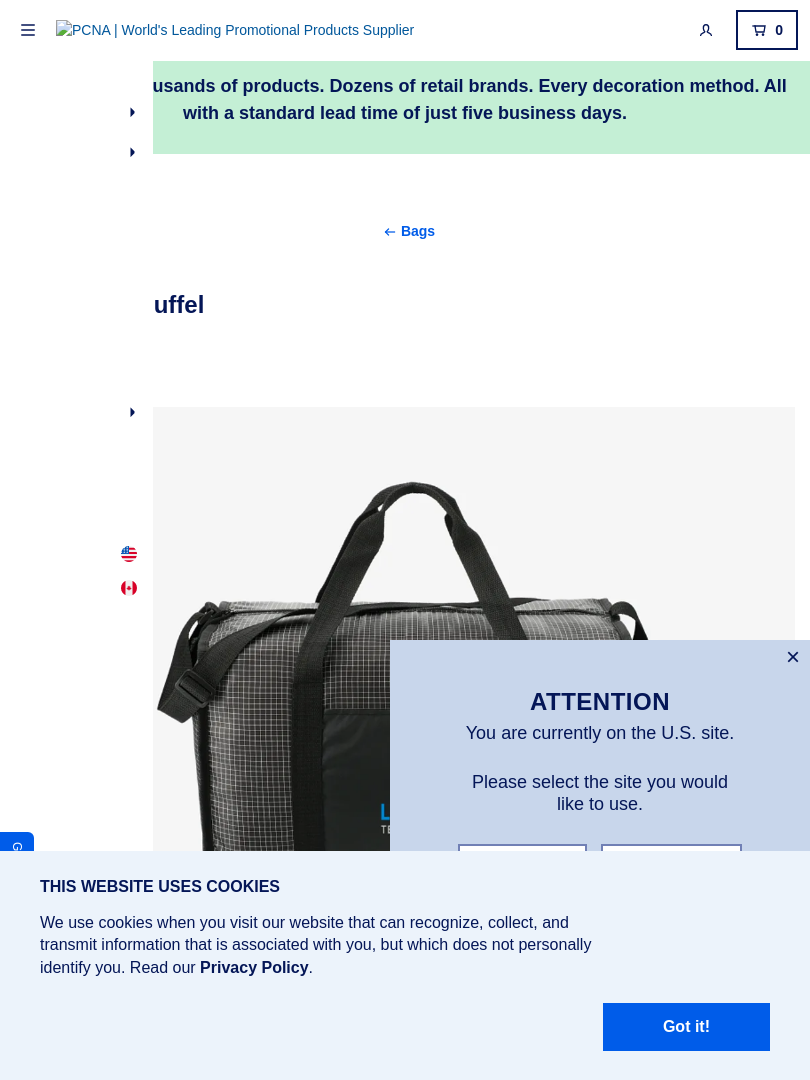 PCNA | World's Leading Promotional Products Supplier
0
usands of products. Dozens of retail brands. Every decoration method. All
with a standard lead time of just five business days.
Bags
uffel
ATTENTION
You are currently on the U.S. site.
Please select the site you would
like to use.
G
THIS WEBSITE USES COOKIES
We use cookies when you visit our website that can recognize, collect, and
transmit information that is associated with you, but which does not personally
identify you. Read our Privacy Policy.
Got it!